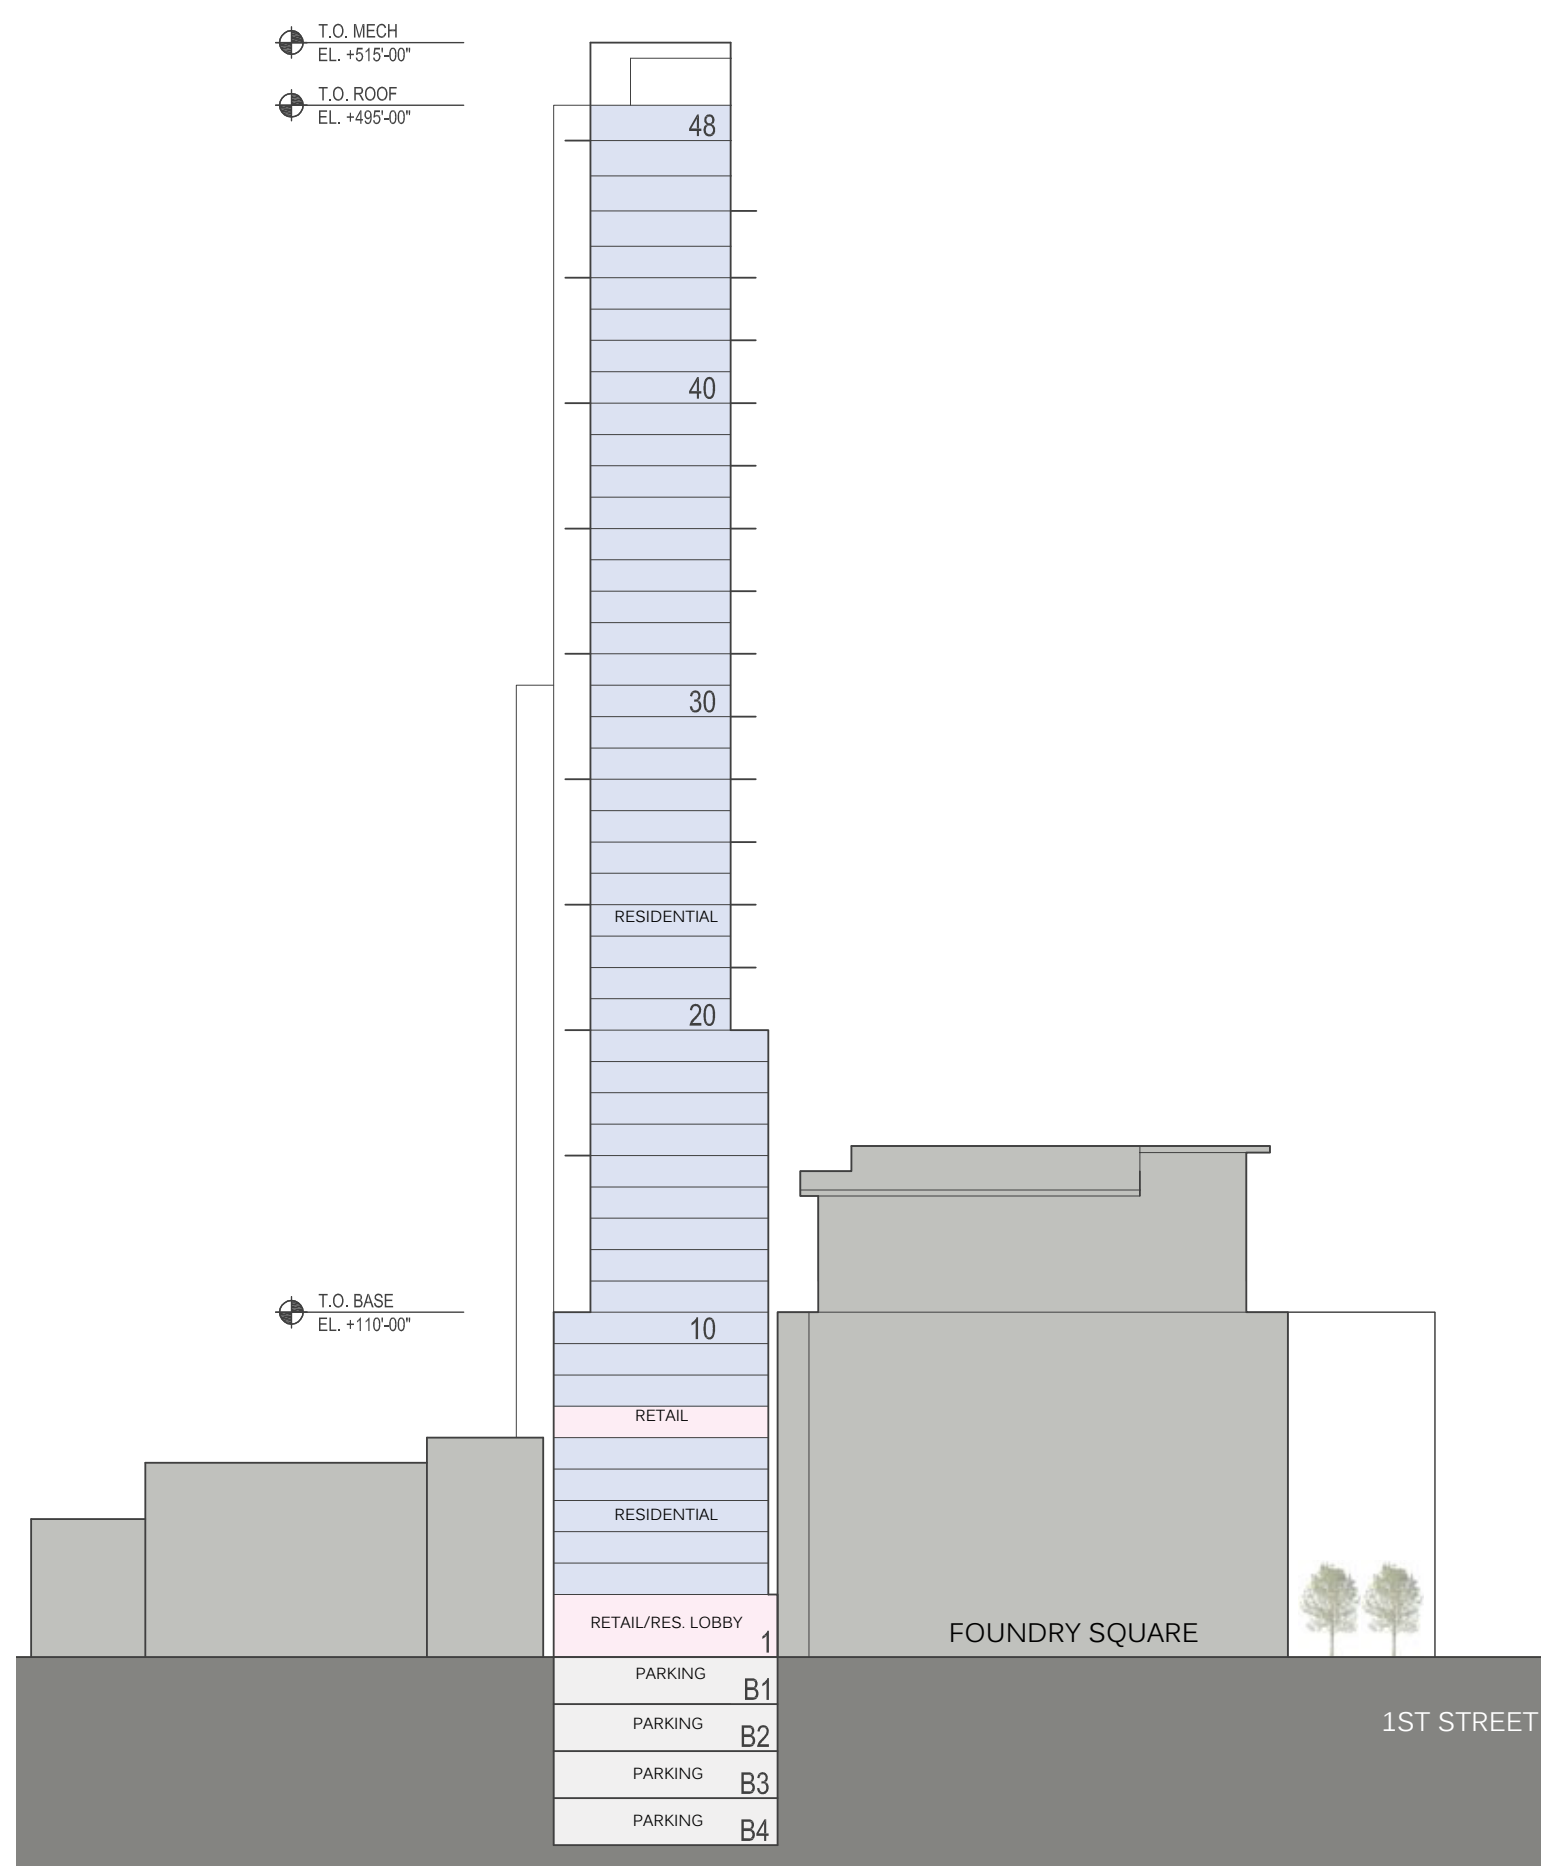 T.O. MECH
EL. +515'-00"
T.O. ROOF
EL. +495'-00"
48
40
30
RESIDENTIAL
20
T.O. BASE
EL. +110'-00"
10
RETAIL
RESIDENTIAL
RETAIL/RES. LOBBY
1
FOUNDRY SQUARE
PARKING
B1
PARKING
B2
1ST STREET
PARKING
B3
PARKING
B4